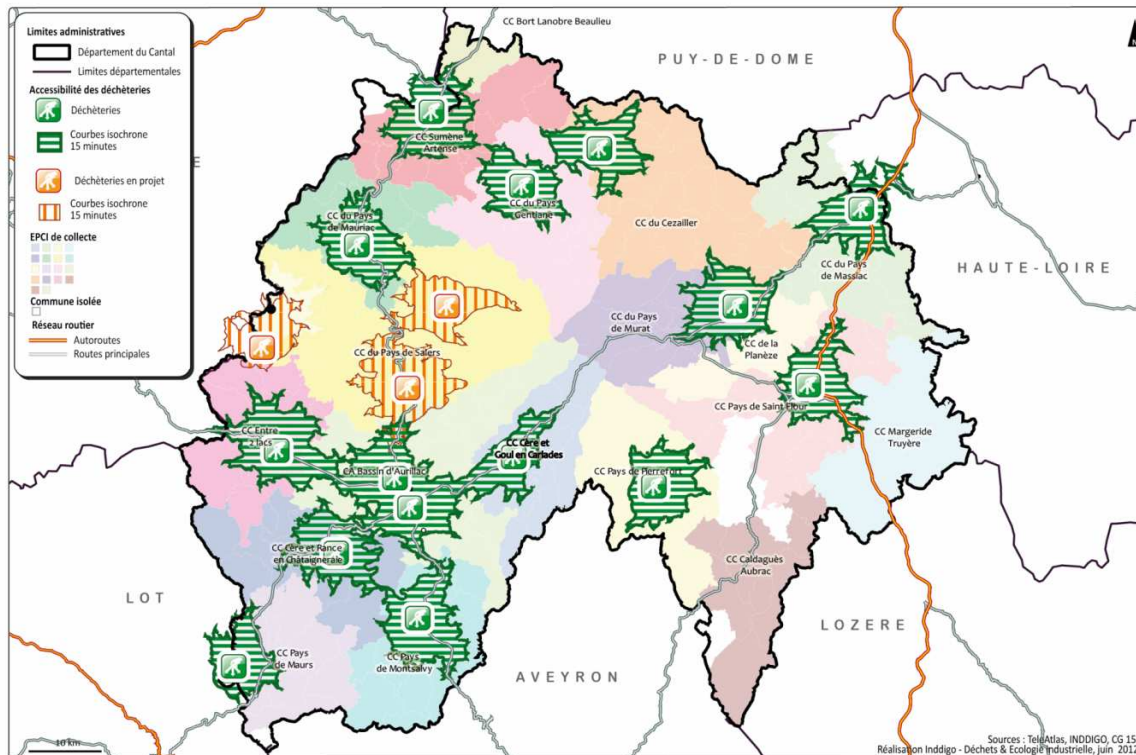 Limites administratives
Département du Cantal
Limites départementales
Accessibilité des déchèteries
Déchèteries
Courbes isochrone
15 minutes
Déchèteries en projet
Courbes isochrone
15 minutes
EPCI de collecte
Commune isolée
Réseau routier
Autoroutes
Routes principales
CC Bort Lanobre Beaulieu
PUY-DE-DOME
E
CC Sumène
Artense
CC du Pays
Gentiane
CC du Pays
de Mauriac
CC du Cezailler
CC du Pays
de Massiac
HAUTE-LOIRE
CC du Pays
de Murat
CC de la
Planèze
CC du Pays de Salers
CC Pays de Saint Flour
CC Margeride
Truyère
CC Entre
2 lacs
CC Cère et
Goul en Carlades
CA Bassin d'Aurillac
CC Pays de Pierrefort
CC Cère et Rance
en Châtaigneraie
CC Caldaguès
Aubrac
LOT
LOZERE
CC Pays
de Maurs
CC Pays
de Montsalvy
AVEYRON
10 km
Sources : TeleAtlas, INDDIGO, CG 15
Réalisation Inddigo - Déchets & Ecologie Industrielle, juin 201